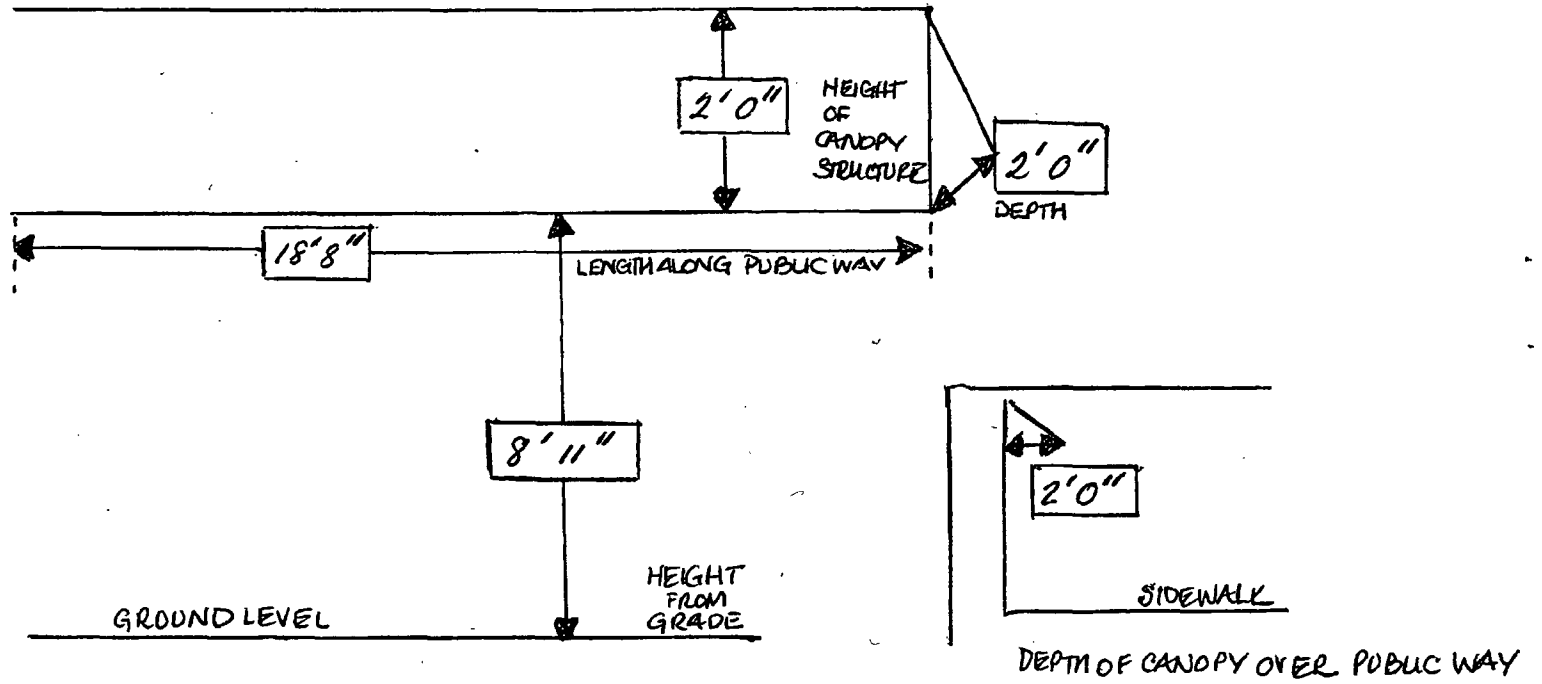 2'0"
HEIGHT
OF
CANOPY
STRUCTURE
2'0"
DEPTH
18'8"
LENGTH ALONG PUBLIC WAY
8'11"
HEIGHT
FROM
GRADE
GROUND LEVEL
2'0"
SIDEWALK
DEPTH OF CANOPY OVER PUBLIC WAY